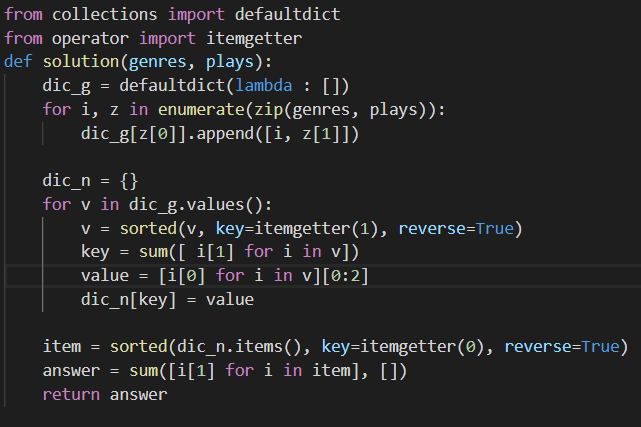 from collections import defaultdict
from operator import itemgetter
def solution(genres, plays):
    dic_g = defaultdict(lambda : [])
    for i, z in enumerate(zip(genres, plays)):
        dic_g[z[0]].append([i, z[1]])

    dic_n = {}
    for v in dic_g.values():
        v = sorted(v, key=itemgetter(1), reverse=True)
        key = sum([ i[1] for i in v])
        value = [i[0] for i in v][0:2]
        dic_n[key] = value

    item = sorted(dic_n.items(), key=itemgetter(0), reverse=True)
    answer = sum([i[1] for i in item], [])
    return answer